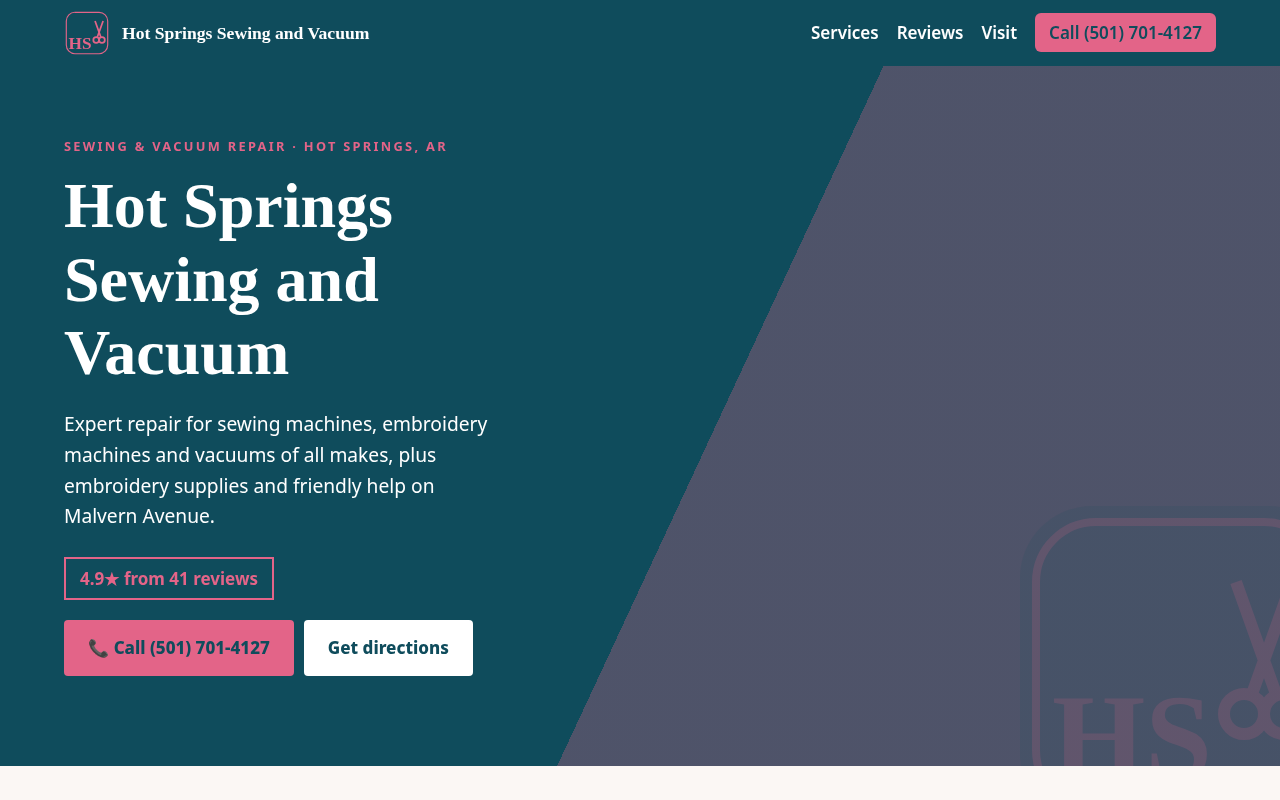 HS
Hot Springs Sewing and Vacuum
Services
Reviews
Visit
Call (501) 701-4127
SEWING & VACUUM REPAIR · HOT SPRINGS, AR
Hot Springs
Sewing and
Vacuum
Expert repair for sewing machines, embroidery
machines and vacuums of all makes, plus
embroidery supplies and friendly help on
Malvern Avenue.
4.9★ from 41 reviews
📞 Call (501) 701-4127
Get directions
HS